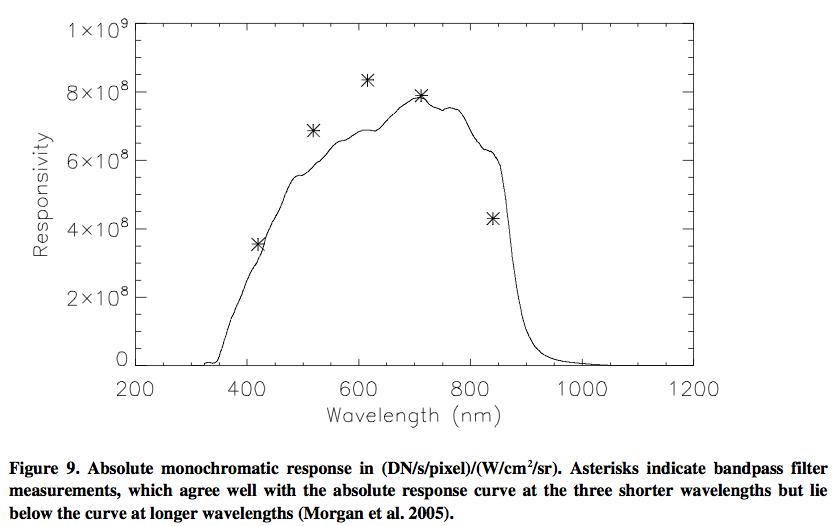 1×10⁹
8×10⁸
6×10⁸
4×10⁸
2×10⁸
0
Responsivity
200 400 600 800 1000 1200
Wavelength (nm)
Figure 9. Absolute monochromatic response in (DN/s/pixel)/(W/cm²/sr). Asterisks indicate bandpass filter
measurements, which agree well with the absolute response curve at the three shorter wavelengths but lie
below the curve at longer wavelengths (Morgan et al. 2005).